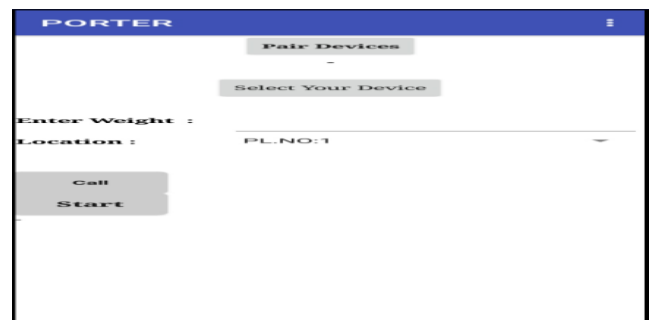 PORTER
Pair Devices
-
Select Your Device
Enter Weight :
Location : PL.NO:1
Call
Start
-